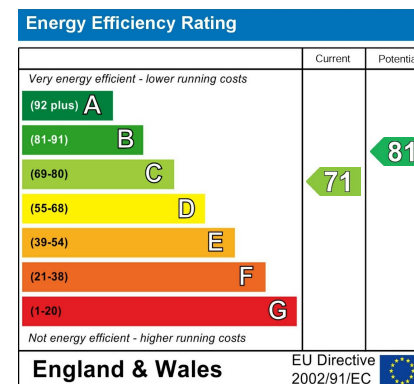 Energy Efficiency Rating
Current Potentia
Very energy efficient - lower running costs
(92 plus) A
(81-91) B
(69-80) C
(55-68) D
(39-54) E
(21-38) F
(1-20) G
71
81
Not energy efficient - higher running costs
England & Wales
EU Directive
2002/91/EC